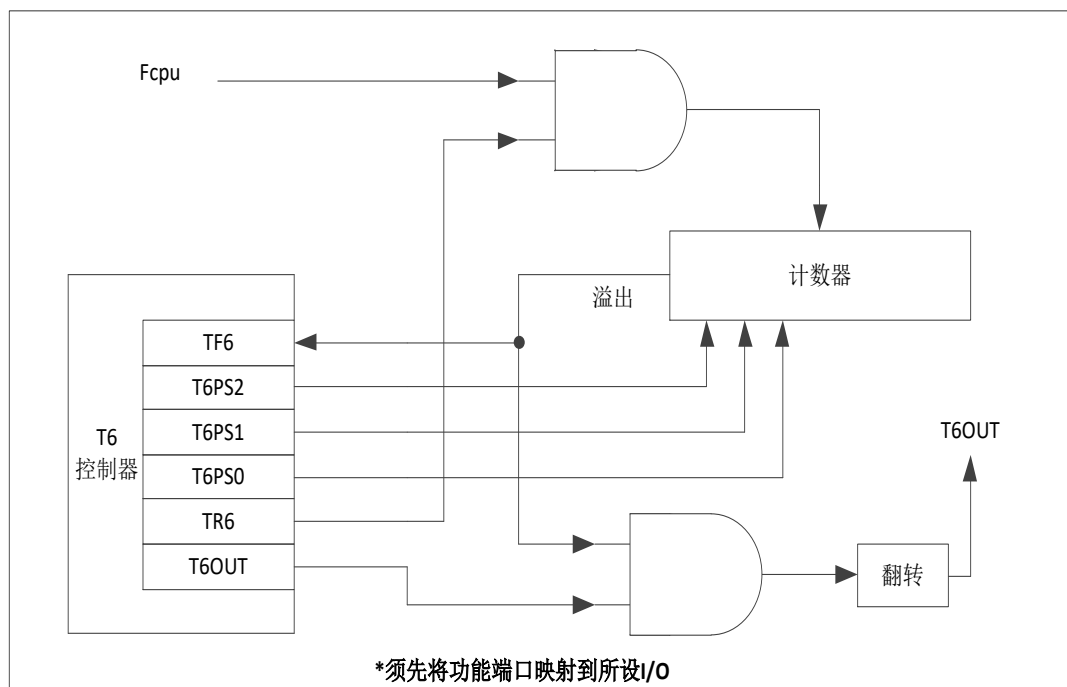 Fcpu
计数器
溢出
TF6
T6PS2
T6PS1
T6
控制器
T6PS0
TR6
T6OUT
T6OUT
翻转
*须先将功能端口映射到所设I/O